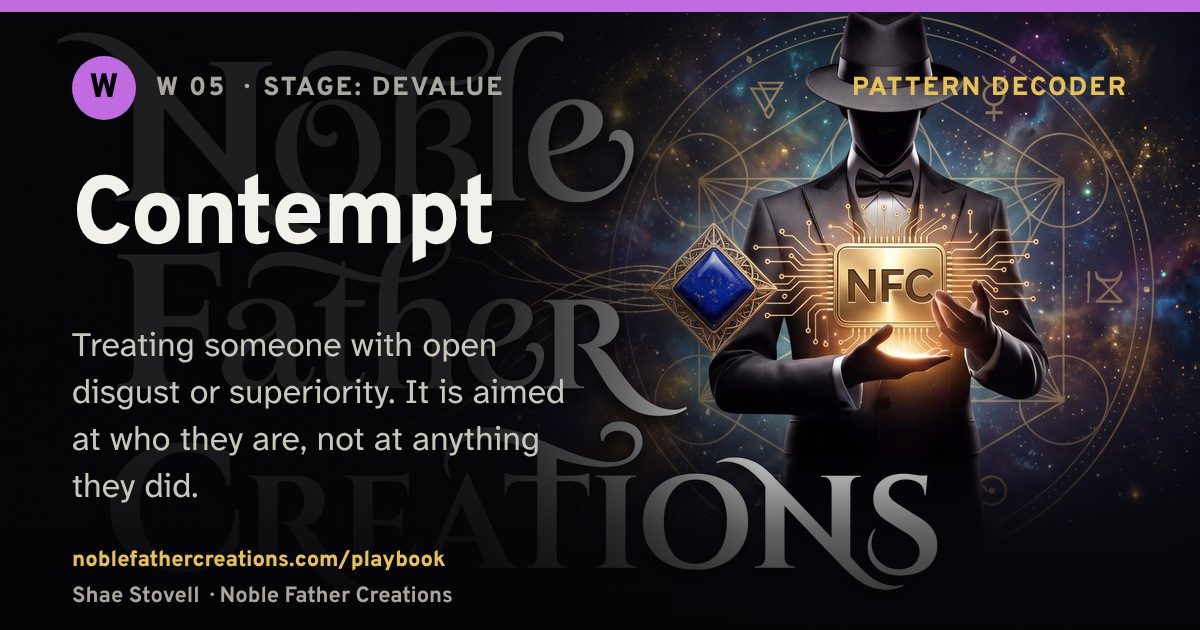 W
W 05 · STAGE: DEVALUE
PATTERN DECODER
Noble
Father
Creations
Contempt
NFC
Treating someone with open
disgust or superiority. It is aimed
at who they are, not at anything
they did.
noblefathercreations.com/playbook
Shae Stovell · Noble Father Creations